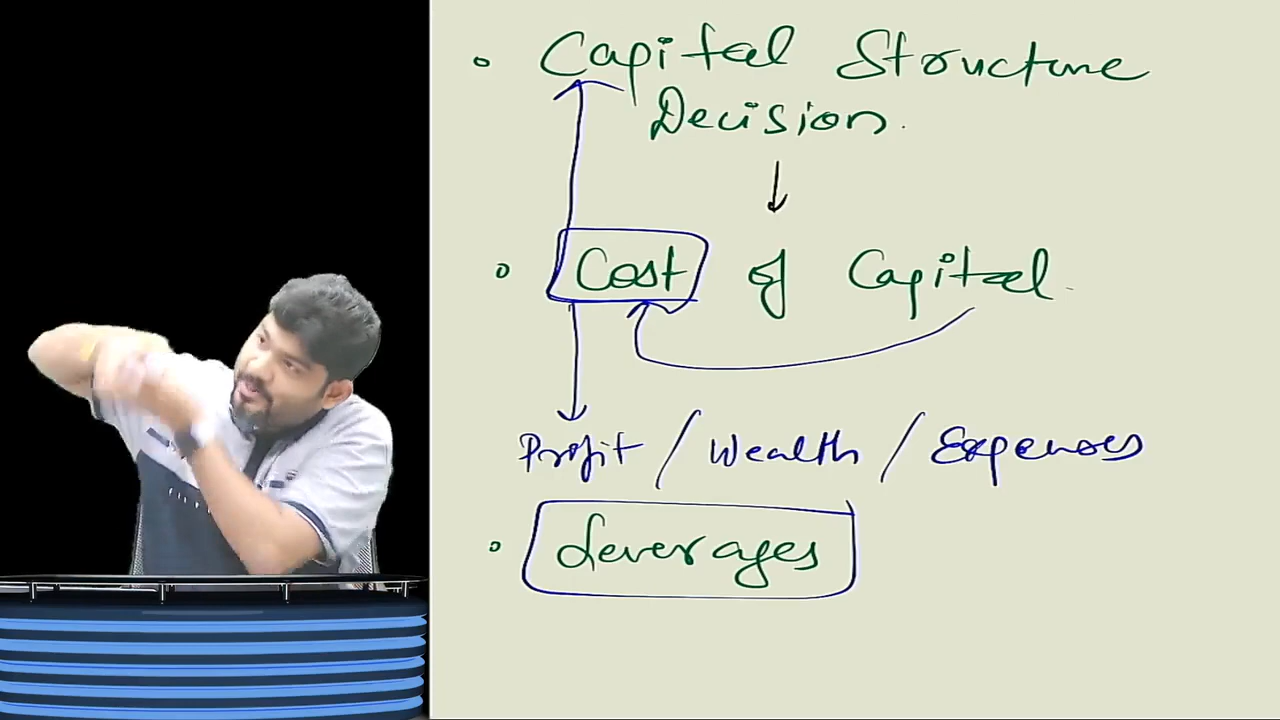 • Capital Structure
Decision.
↓
• Cost of Capital
Profit / Wealth / Expenses
• Leverages